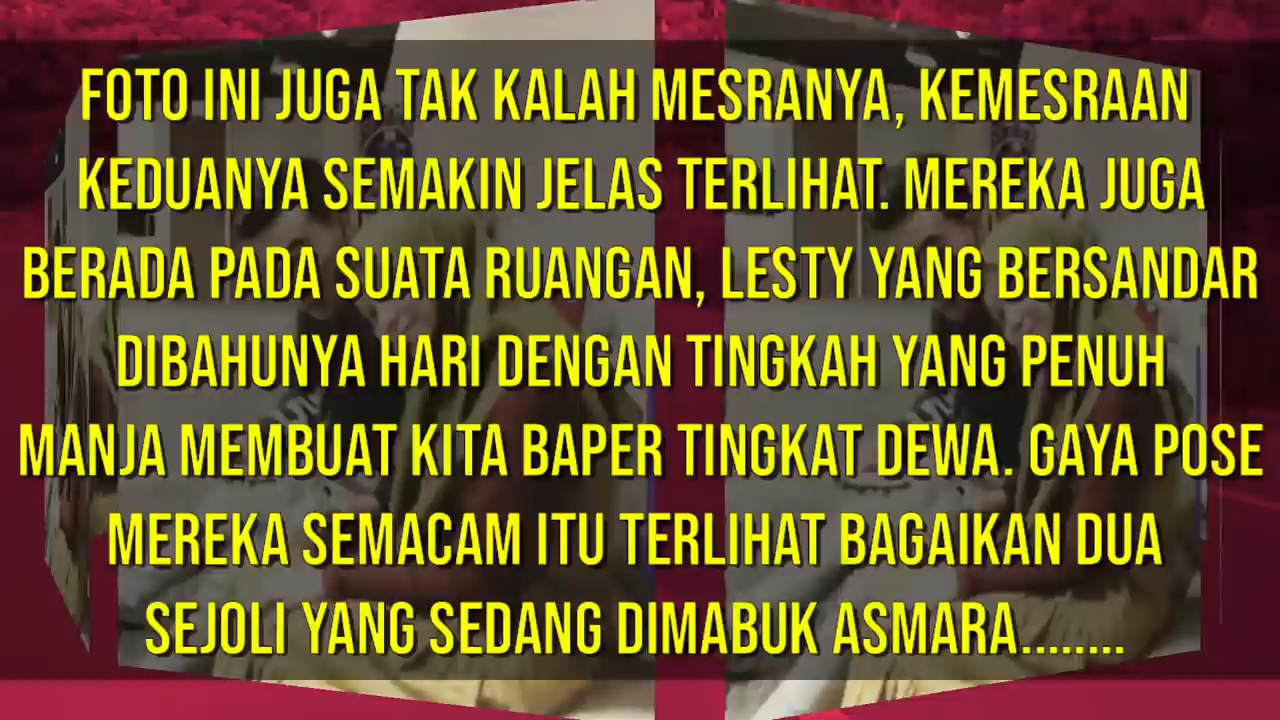 FOTO INI JUGA TAK KALAH MESRANYA, KEMESRAAN
KEDUANYA SEMAKIN JELAS TERLIHAT. MEREKA JUGA
BERADA PADA SUATA RUANGAN, LESTY YANG BERSANDAR
DIBAHUNYA HARI DENGAN TINGKAH YANG PENUH
MANJA MEMBUAT KITA BAPER TINGKAT DEWA. GAYA POSE
MEREKA SEMACAM ITU TERLIHAT BAGAIKAN DUA
SEJOLI YANG SEDANG DIMABUK ASMARA........